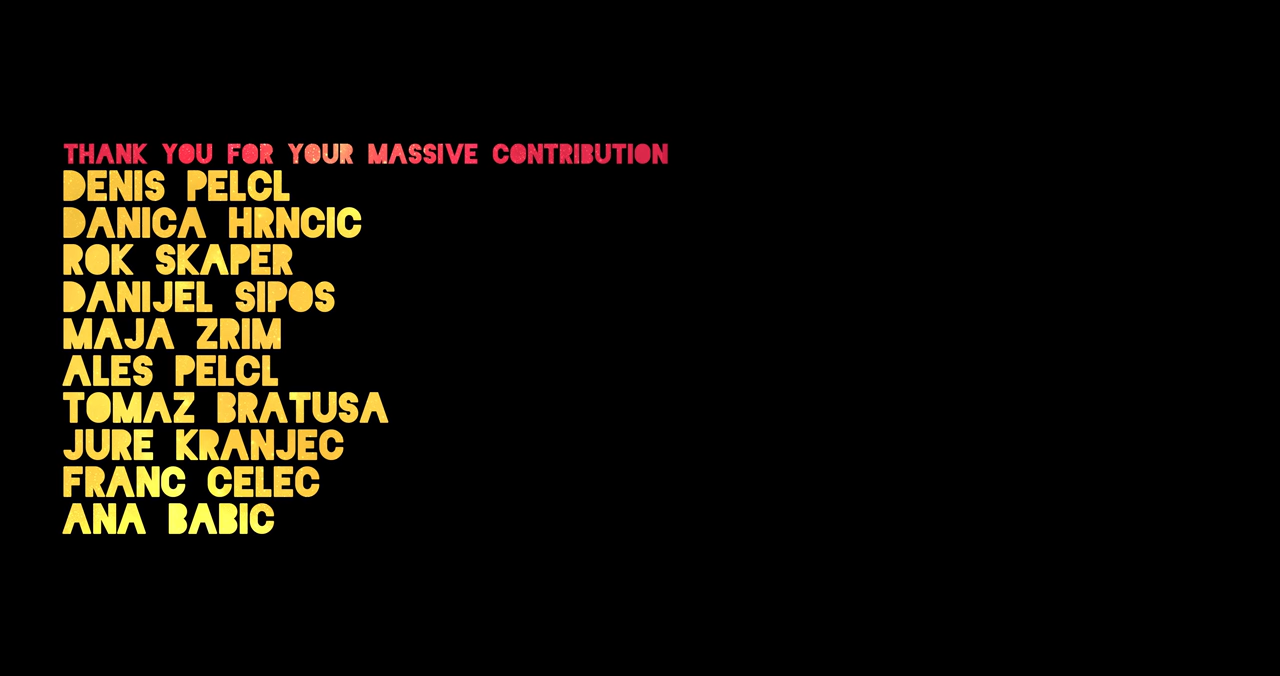 THANK YOU FOR YOUR MASSIVE CONTRIBUTION
DENIS PELCL
DANICA HRNCIC
ROK SKAPER
DANIJEL SIPOS
MAJA ZRIM
ALES PELCL
TOMAZ BRATUSA
JURE KRANJEC
FRANC CELEC
ANA BABIC